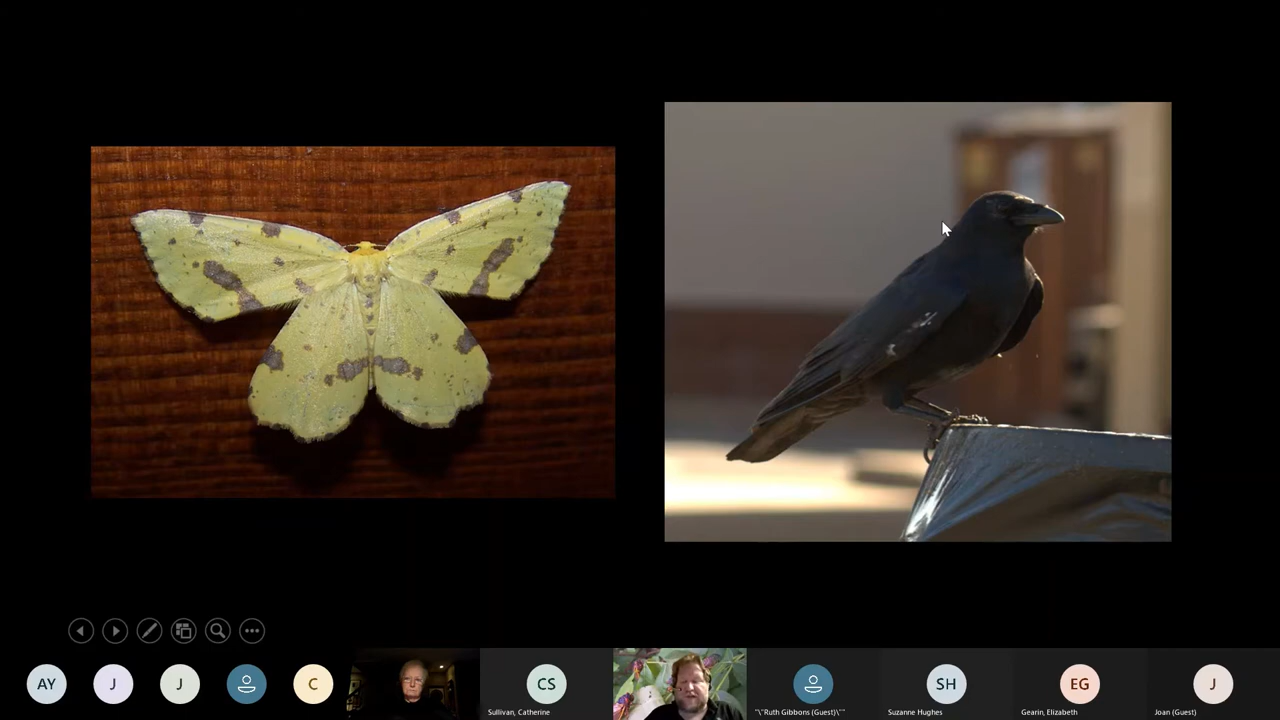 AY
J
J
C
CS
Sullivan, Catherine
"\"Ruth Gibbons (Guest)\""
SH
Suzanne Hughes
EG
Gearin, Elizabeth
J
Joan (Guest)